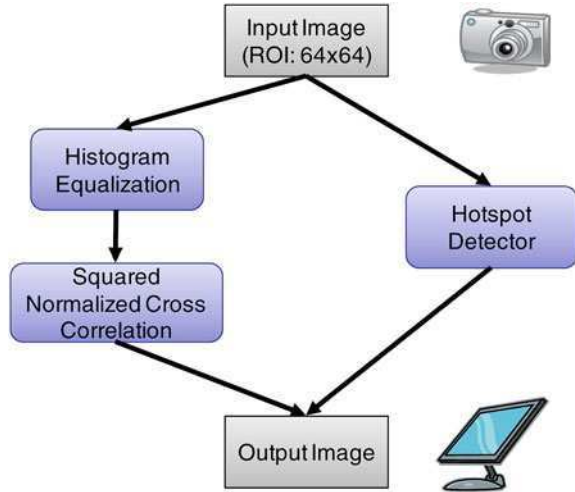 Input Image
(ROI: 64x64)
Histogram
Equalization
Hotspot
Detector
Squared
Normalized Cross
Correlation
Output Image